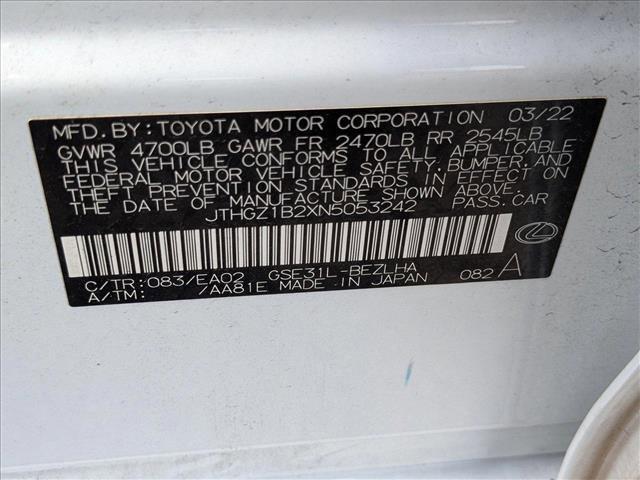 MFD. BY: TOYOTA MOTOR CORPORATION 03/22
GVWR 4700LB GAWR FR 2470LB RR 2545LB
THIS VEHICLE CONFORMS TO ALL APPLICABLE
FEDERAL MOTOR VEHICLE SAFETY, BUMPER, AND
THEFT PREVENTION STANDARDS IN EFFECT ON
THE DATE OF MANUFACTURE SHOWN ABOVE.
JTHGZ1B2XN5053242 PASS. CAR
C/TR: 083/EA02 GSE31L-BEZLHA
A/TM: /AA81E MADE IN JAPAN 082 A